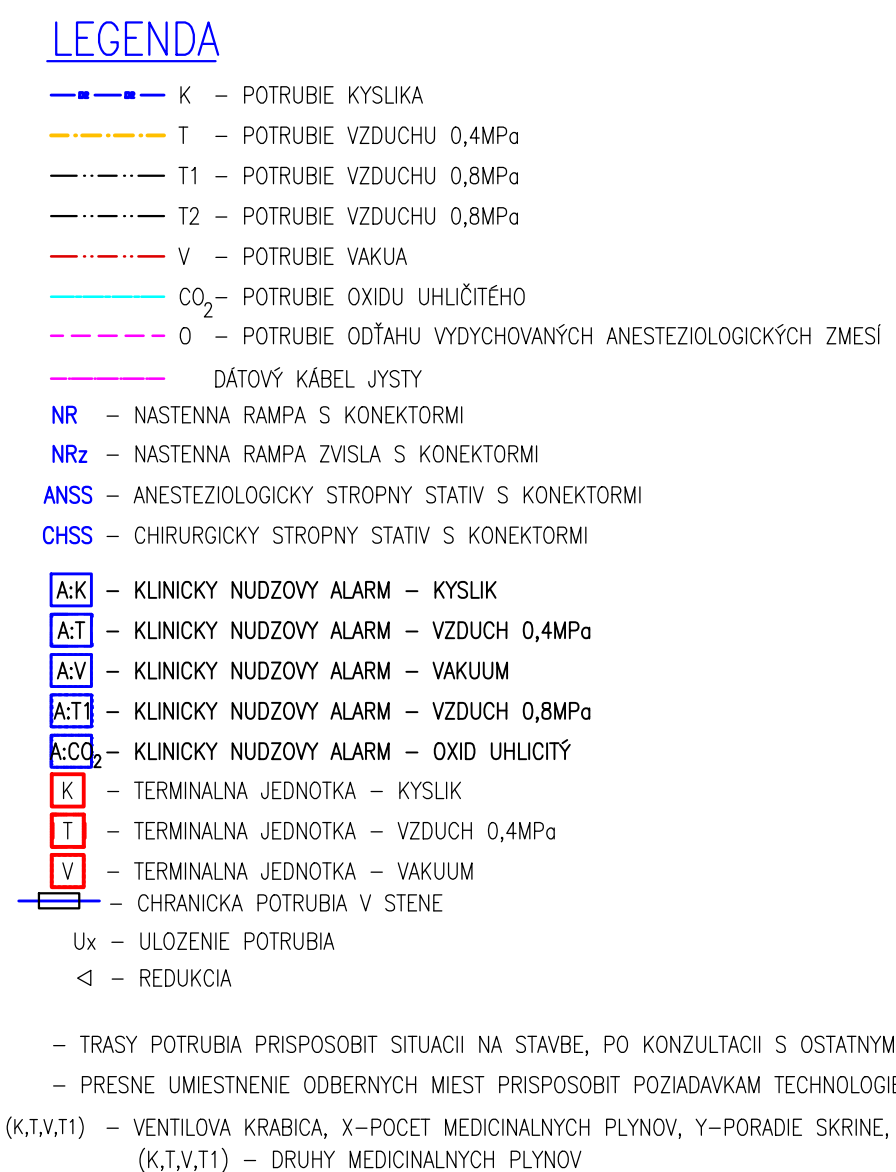 LEGENDA
K – POTRUBIE KYSLIKA
T – POTRUBIE VZDUCHU 0,4MPa
T1 – POTRUBIE VZDUCHU 0,8MPa
T2 – POTRUBIE VZDUCHU 0,8MPa
V – POTRUBIE VAKUA
CO2– POTRUBIE OXIDU UHLIČITÉHO
O – POTRUBIE ODŤAHU VYDYCHOVANÝCH ANESTEZIOLOGICKÝCH ZMESÍ
DÁTOVÝ KÁBEL JYSTY
NR – NASTENNA RAMPA S KONEKTORMI
NRz – NASTENNA RAMPA ZVISLA S KONEKTORMI
ANSS – ANESTEZIOLOGICKY STROPNY STATIV S KONEKTORMI
CHSS – CHIRURGICKY STROPNY STATIV S KONEKTORMI
A:K – KLINICKY NUDZOVY ALARM – KYSLIK
A:T – KLINICKY NUDZOVY ALARM – VZDUCH 0,4MPa
A:V – KLINICKY NUDZOVY ALARM – VAKUUM
A:T1 – KLINICKY NUDZOVY ALARM – VZDUCH 0,8MPa
A:CO2– KLINICKY NUDZOVY ALARM – OXID UHLICITÝ
K – TERMINALNA JEDNOTKA – KYSLIK
T – TERMINALNA JEDNOTKA – VZDUCH 0,4MPa
V – TERMINALNA JEDNOTKA – VAKUUM
– CHRANICKA POTRUBIA V STENE
Ux – ULOZENIE POTRUBIA
– REDUKCIA
– TRASY POTRUBIA PRISPOSOBIT SITUACII NA STAVBE, PO KONZULTACII S OSTATNYM
– PRESNE UMIESTNENIE ODBERNYCH MIEST PRISPOSOBIT POZIADAVKAM TECHNOLOGIE
(K,T,V,T1) – VENTILOVA KRABICA, X–POCET MEDICINALNYCH PLYNOV, Y–PORADIE SKRINE,
(K,T,V,T1) – DRUHY MEDICINALNYCH PLYNOV